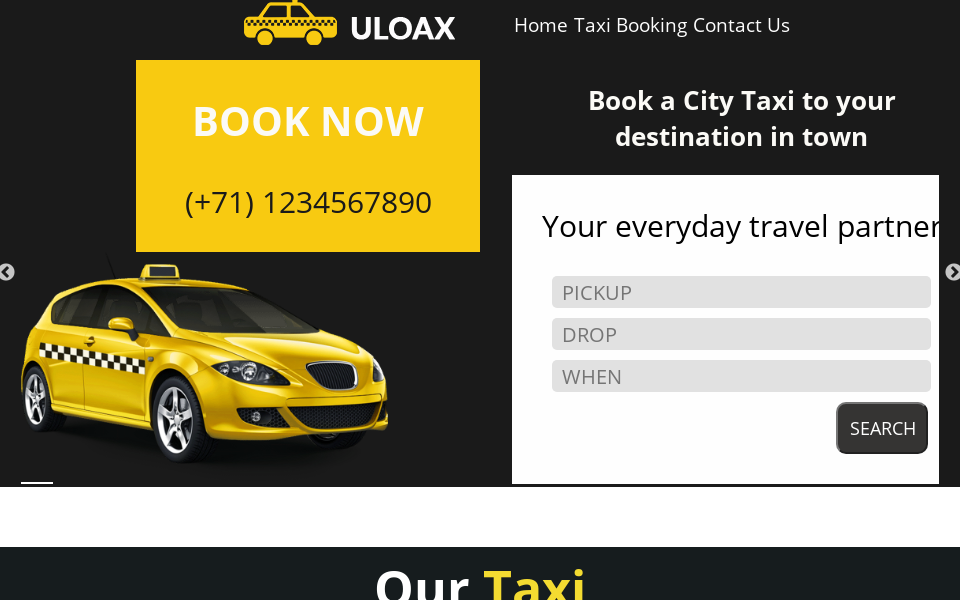 ULOAX
Home Taxi Booking Contact Us
BOOK NOW
(+71) 1234567890
Book a City Taxi to your
destination in town
Your everyday travel partner
PICKUP
DROP
WHEN
SEARCH
Our Taxi